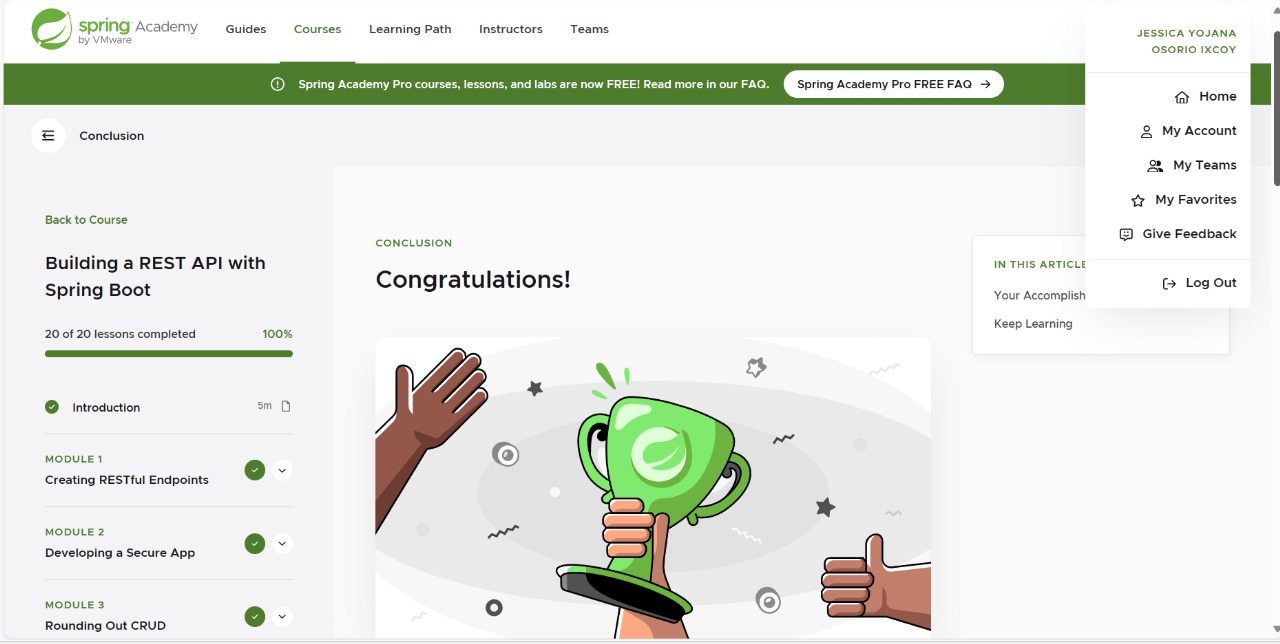 spring Academy
by VMware
Guides
Courses
Learning Path
Instructors
Teams
JESSICA YOJANA
OSORIO IXCOY
Spring Academy Pro courses, lessons, and labs are now FREE! Read more in our FAQ.
Spring Academy Pro FREE FAQ →
Home
My Account
My Teams
My Favorites
Give Feedback
Log Out
Conclusion
Back to Course
Building a REST API with
Spring Boot
20 of 20 lessons completed
100%
Introduction
5m
MODULE 1
Creating RESTful Endpoints
MODULE 2
Developing a Secure App
MODULE 3
Rounding Out CRUD
CONCLUSION
Congratulations!
IN THIS ARTICLE
Your Accomplish
Keep Learning